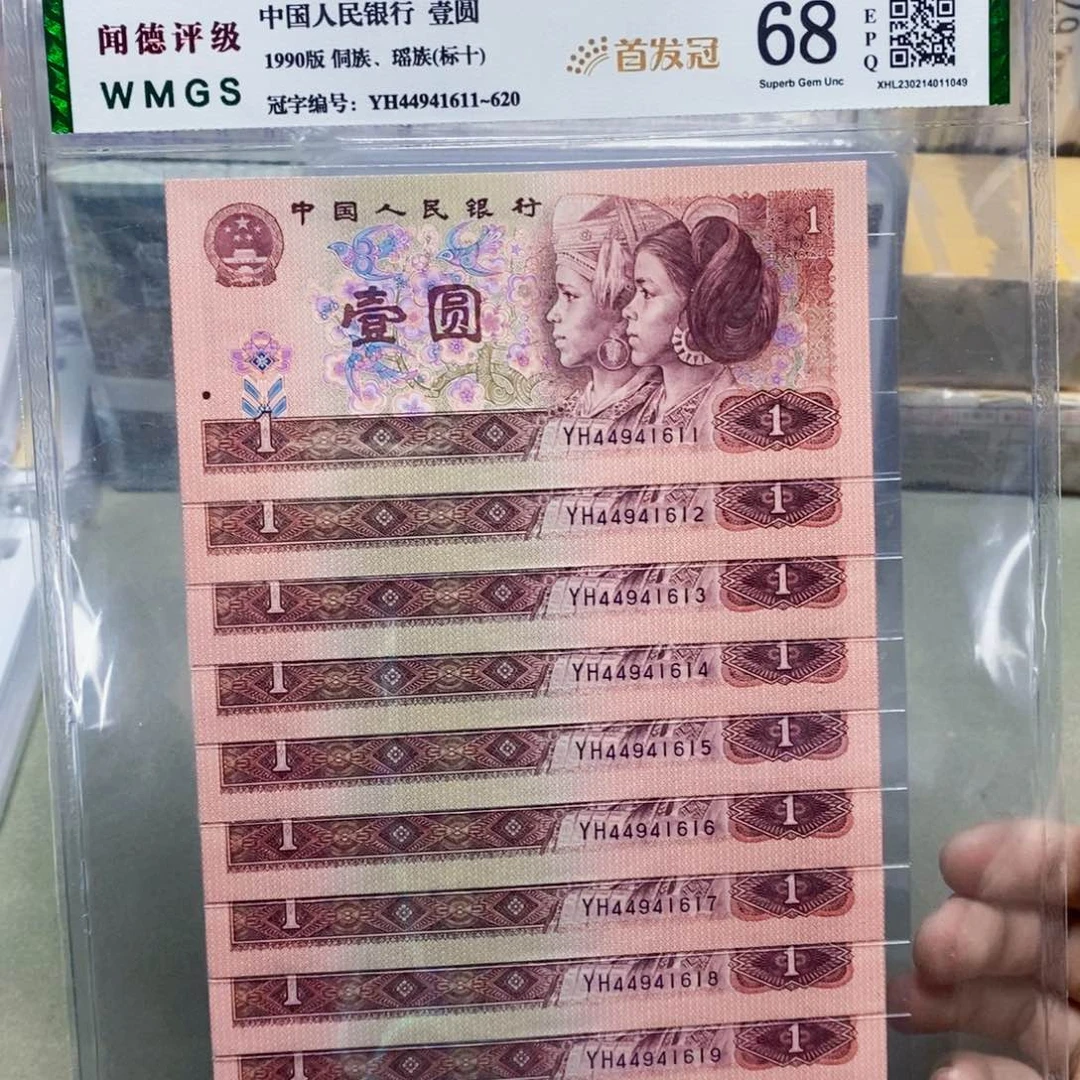 闻德评级
WMGS
中国人民银行 壹圆
1990版 侗族、瑶族(标十)
冠字编号：YH44941611~620
首发冠
68
EPQ
Superb Gem Unc
XHL230214011049
中国人民银行
1
壹圆
1
YH44941611
1
1
YH44941612
1
1
YH44941613
1
1
YH44941614
1
1
YH44941615
1
1
YH44941616
1
1
YH44941617
1
1
YH44941618
1
1
YH44941619
1